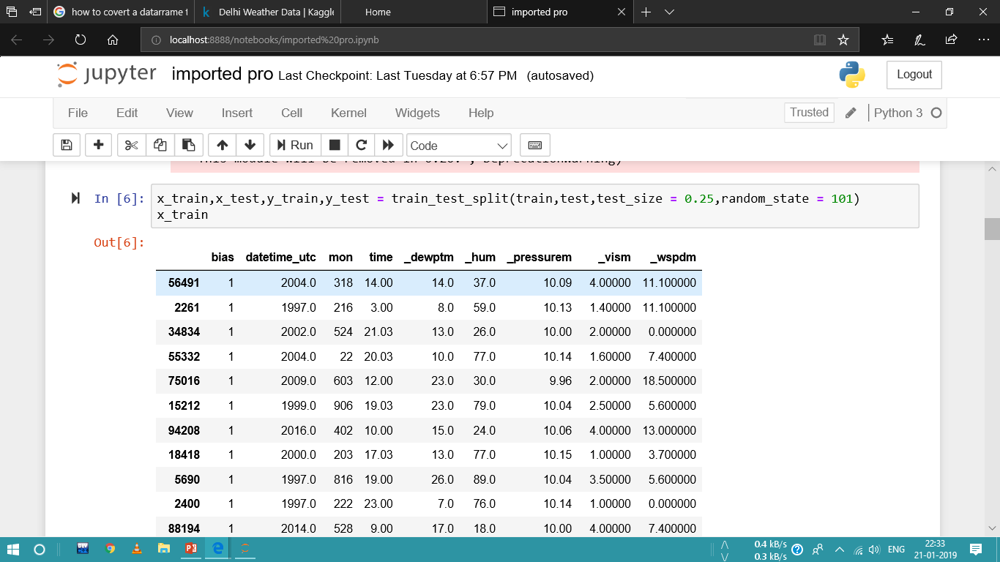 how to covert a datarrame t
Delhi Weather Data | Kaggle
Home
imported pro
localhost:8888/notebooks/imported%20pro.ipynb
jupyter imported pro Last Checkpoint: Last Tuesday at 6:57 PM (autosaved)
Logout
File Edit View Insert Cell Kernel Widgets Help Trusted Python 3
Run Code
In [6]: x_train,x_test,y_train,y_test = train_test_split(train,test,test_size = 0.25,random_state = 101)
x_train
Out[6]:
bias datetime_utc mon time _dewptm _hum _pressurem _vism _wspdm
56491 1 2004.0 318 14.00 14.0 37.0 10.09 4.00000 11.100000
2261 1 1997.0 216 3.00 8.0 59.0 10.13 1.40000 11.100000
34834 1 2002.0 524 21.03 13.0 26.0 10.00 2.00000 0.000000
55332 1 2004.0 22 20.03 10.0 77.0 10.14 1.60000 7.400000
75016 1 2009.0 603 12.00 23.0 30.0 9.96 2.00000 18.500000
15212 1 1999.0 906 19.03 23.0 79.0 10.04 2.50000 5.600000
94208 1 2016.0 402 10.00 15.0 24.0 10.06 4.00000 13.000000
18418 1 2000.0 203 17.03 13.0 77.0 10.15 1.00000 3.700000
5690 1 1997.0 816 19.00 26.0 89.0 10.04 3.50000 5.600000
2400 1 1997.0 222 23.00 7.0 76.0 10.14 1.00000 0.000000
88194 1 2014.0 528 9.00 17.0 18.0 10.00 4.00000 7.400000
0.4 kB/s
0.3 kB/s
ENG
22:33
21-01-2019